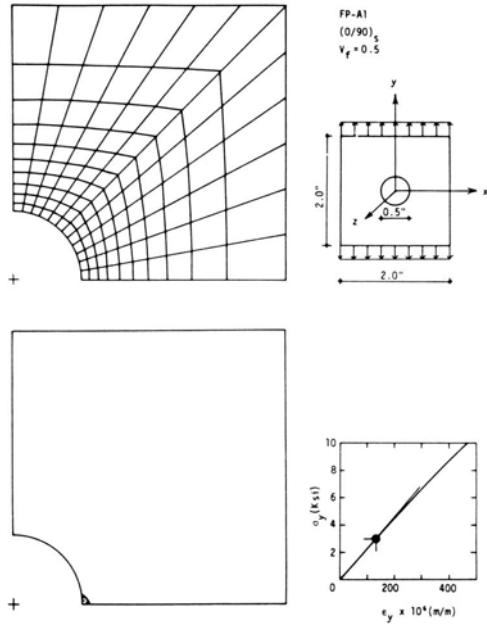 FP-A1
(0/90)s
Vf = 0.5
y
x
z
0.5"
2.0"
2.0"
10
8
6
4
2
0
0
200
400
σy(Ksi)
εy x 10⁶(m/m)